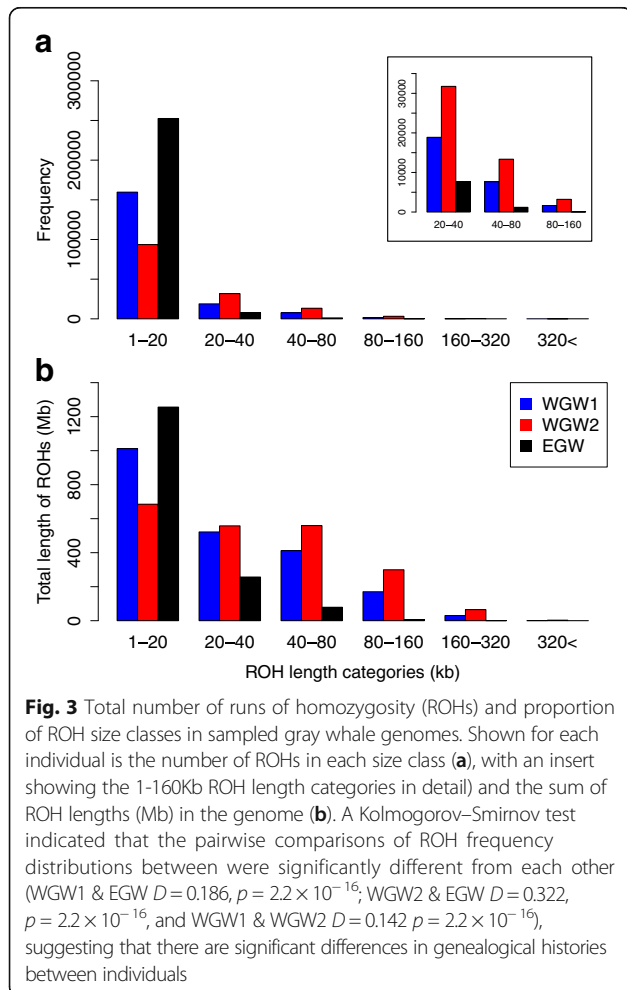 a
Frequency
0
100000
200000
300000
0
10000
20000
30000
20–40
40–80
80–160
1–20
20–40
40–80
80–160
160–320
320<
b
Total length of ROHs (Mb)
0
400
800
1200
WGW1
WGW2
EGW
1–20
20–40
40–80
80–160
160–320
320<
ROH length categories (kb)
Fig. 3 Total number of runs of homozygosity (ROHs) and proportion
of ROH size classes in sampled gray whale genomes. Shown for each
individual is the number of ROHs in each size class (a), with an insert
showing the 1-160Kb ROH length categories in detail) and the sum of
ROH lengths (Mb) in the genome (b). A Kolmogorov–Smirnov test
indicated that the pairwise comparisons of ROH frequency
distributions between were significantly different from each other
(WGW1 & EGW D = 0.186, p = 2.2 × 10⁻¹⁶; WGW2 & EGW D = 0.322,
p = 2.2 × 10⁻¹⁶, and WGW1 & WGW2 D = 0.142 p = 2.2 × 10⁻¹⁶),
suggesting that there are significant differences in genealogical histories
between individuals